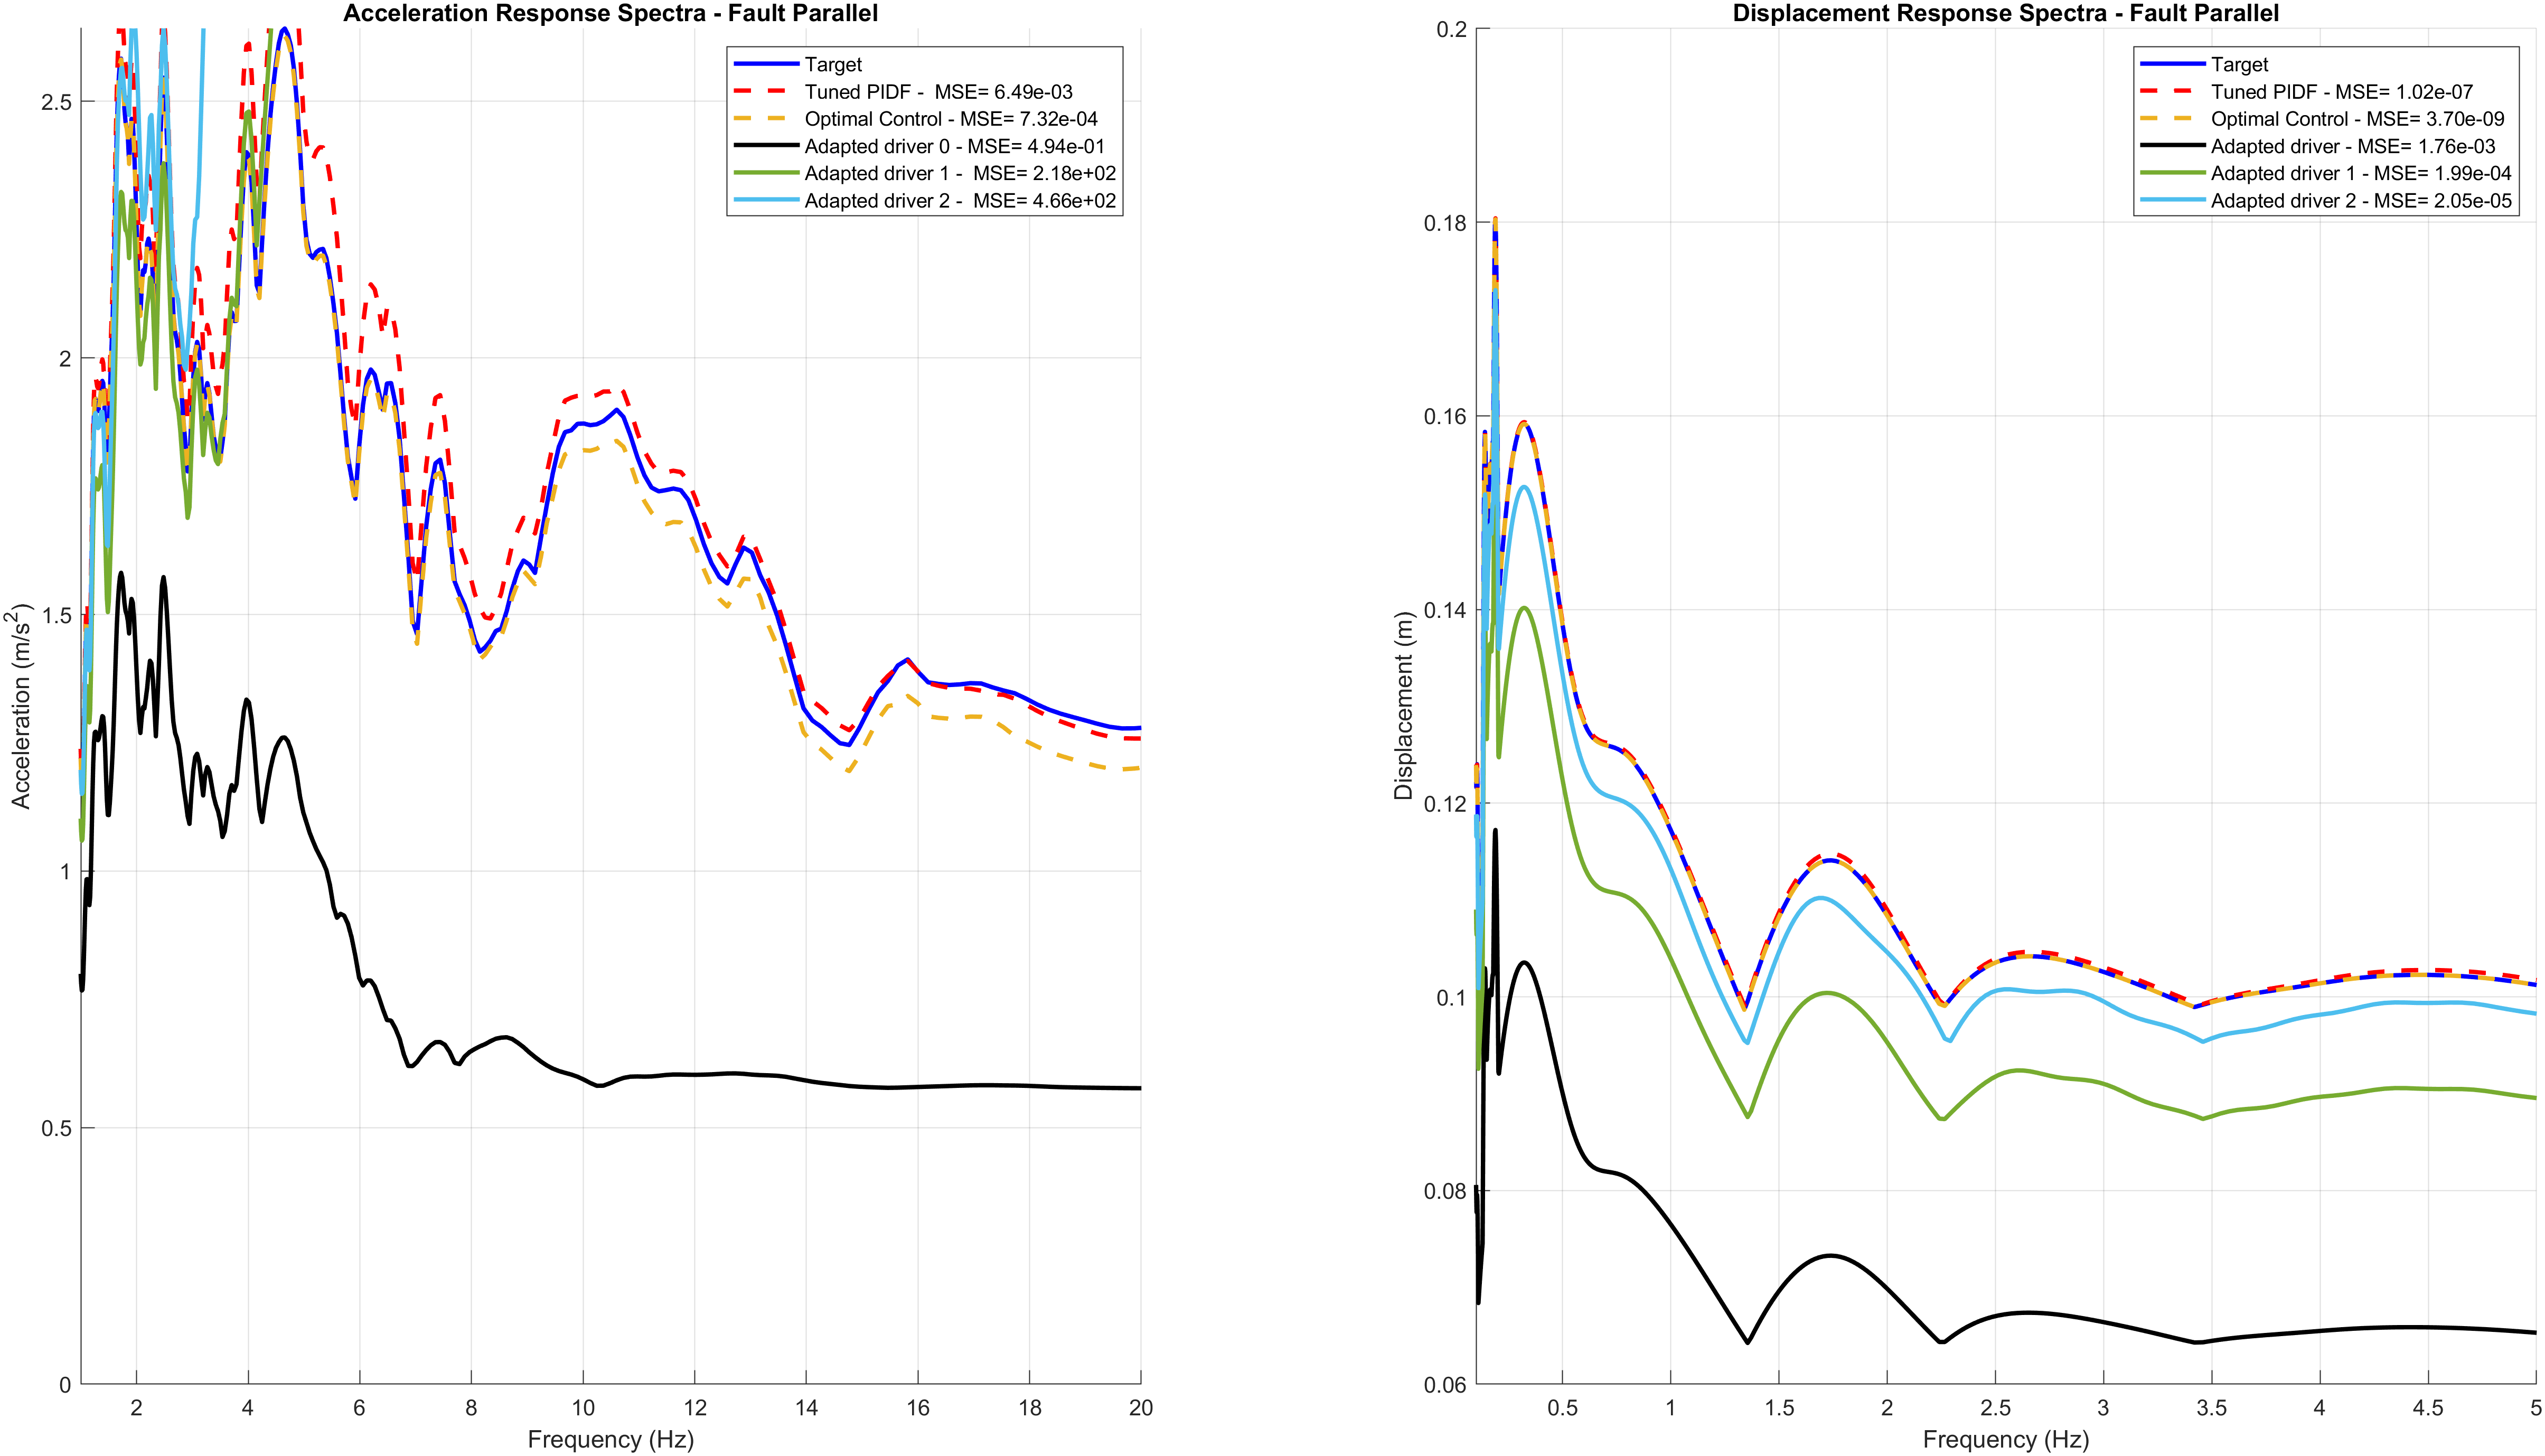 Acceleration Response Spectra - Fault Parallel
Target
Tuned PIDF -  MSE= 6.49e-03
Optimal Control - MSE= 7.32e-04
Adapted driver 0 - MSE= 4.94e-01
Adapted driver 1 -  MSE= 2.18e+02
Adapted driver 2 -  MSE= 4.66e+02
2.5
2
1.5
1
0.5
0
Acceleration (m/s²)
2 4 6 8 10 12 14 16 18 20
Frequency (Hz)
Displacement Response Spectra - Fault Parallel
Target
Tuned PIDF - MSE= 1.02e-07
Optimal Control - MSE= 3.70e-09
Adapted driver - MSE= 1.76e-03
Adapted driver 1 - MSE= 1.99e-04
Adapted driver 2 - MSE= 2.05e-05
0.2
0.18
0.16
0.14
0.12
0.1
0.08
0.06
Displacement (m)
0.5 1 1.5 2 2.5 3 3.5 4 4.5 5
Frequency (Hz)